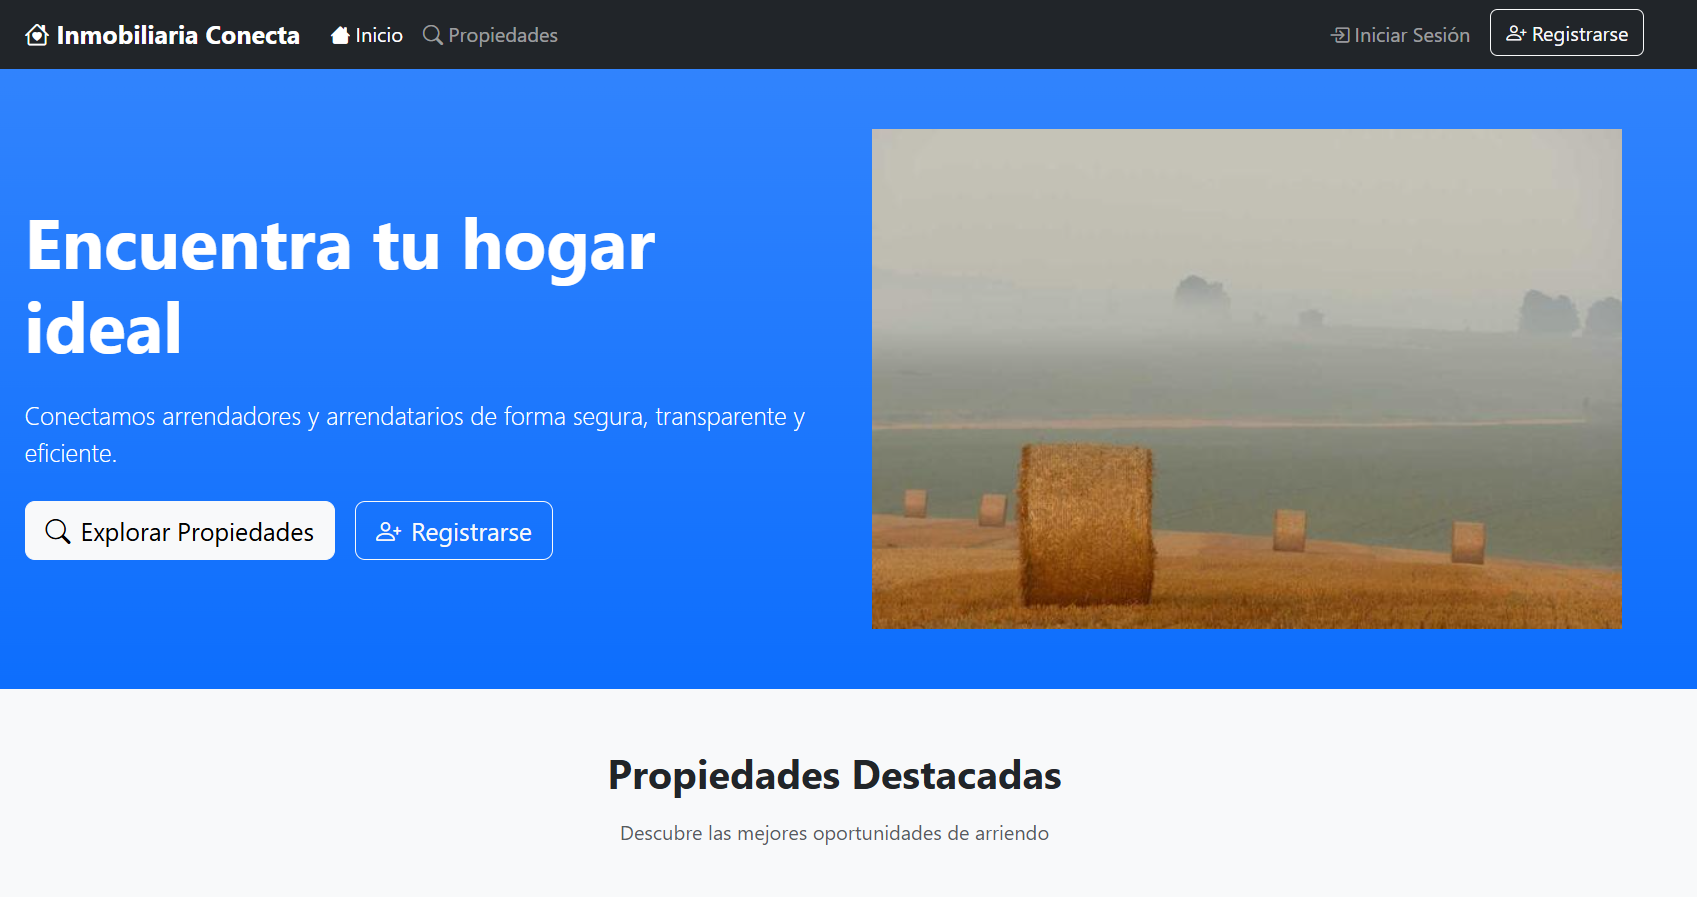 Inmobiliaria Conecta Inicio Propiedades Iniciar Sesión Registrarse
Encuentra tu hogar
ideal
Conectamos arrendadores y arrendatarios de forma segura, transparente y
eficiente.
Explorar Propiedades Registrarse
Propiedades Destacadas
Descubre las mejores oportunidades de arriendo